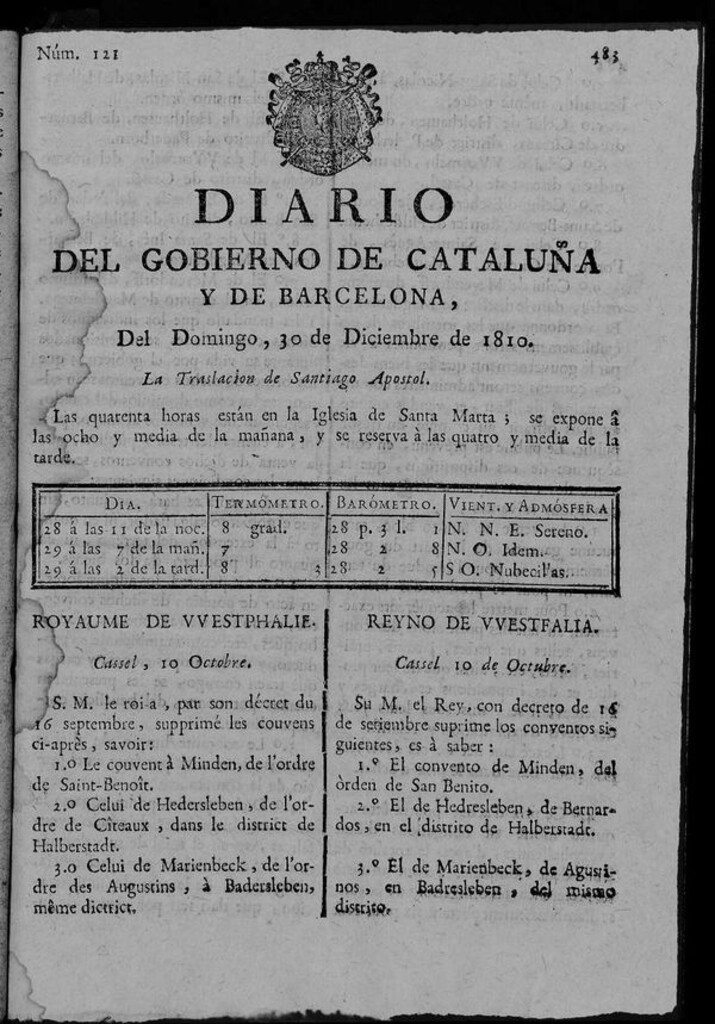 Núm. 121
483
DIARIO
DEL GOBIERNO DE CATALUÑA
Y DE BARCELONA,
Del Domingo, 30 de Diciembre de 1810.
La Traslacion de Santiago Apostol.
Las quarenta horas están en la Iglesia de Santa Marta; se expone â
las ocho y media de la mañana, y se reserva à las quatro y media de la
tarde.
DIA. TERMÓMETRO. BARÓMETRO. VIENT. Y ADMÓSFERA
28 á las 11 de la noc. 8 grad. 28 p. 3 l. 1 N. N. E. Sereno.
29 á las 7 de la mañ. 7 28 2 8 N. O. Idem.
29 á las 2 de la tard. 8 3 28 2 5 S O. Nubecillas.
ROYAUME DE VVESTPHALIE.
Cassel, 10 Octobre.
S. M. le roi a, par son décret du
16 septembre, supprimé les couvens
ci-après, savoir:
1.o Le couvent à Minden, de l'ordre
de Saint-Benoît.
2.o Celui de Hedersleben, de l'or-
dre de Cîteaux, dans le district de
Halberstadt.
3.o Celui de Marienbeck, de l'or-
dre des Augustins, à Badersleben,
même dictrict.
REYNO DE VVESTFALIA.
Cassel 10 de Octubre.
Su M. el Rey, con decreto de 16
de setiembre suprime los conventos si-
guientes, es à saber:
1.º El convento de Minden, del
òrden de San Benito.
2.º El de Hedresleben, de Bernar-
dos, en el distrito de Halberstadt.
3.º El de Marienbeck, de Agusti-
nos, en Badresleben, del mismo
distrito.